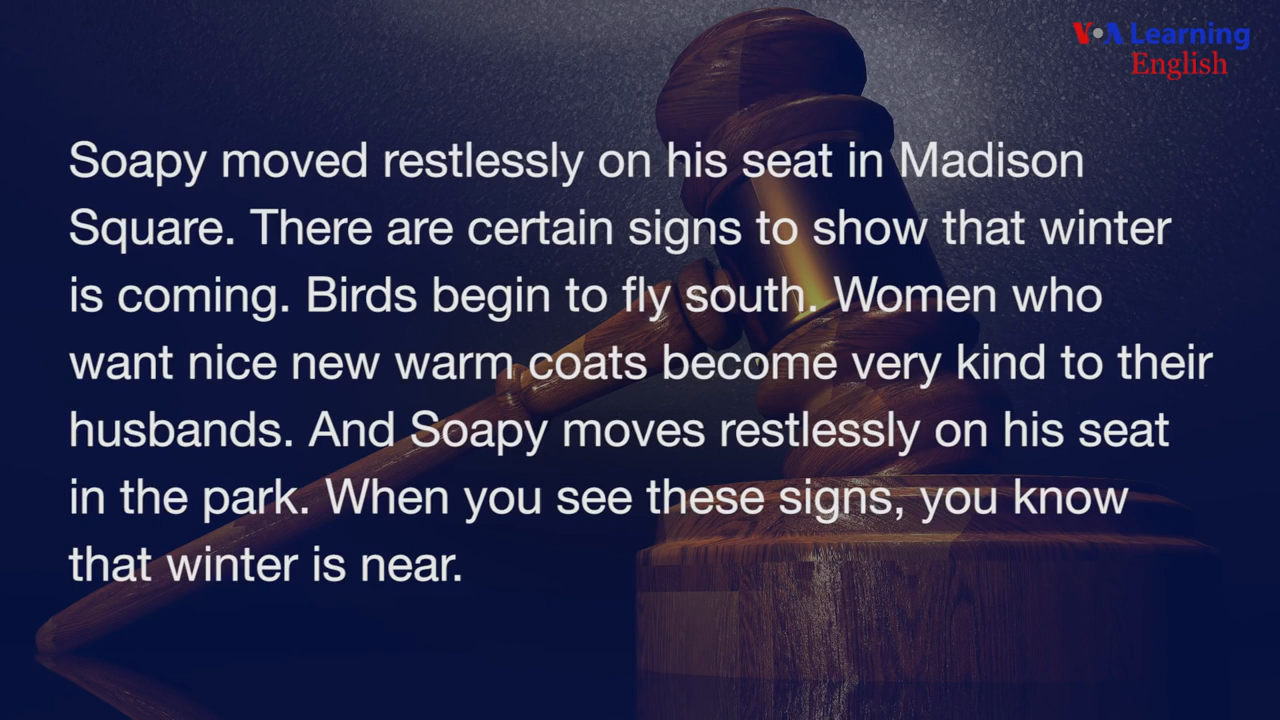 VOA Learning
English
Soapy moved restlessly on his seat in Madison
Square. There are certain signs to show that winter
is coming. Birds begin to fly south. Women who
want nice new warm coats become very kind to their
husbands. And Soapy moves restlessly on his seat
in the park. When you see these signs, you know
that winter is near.